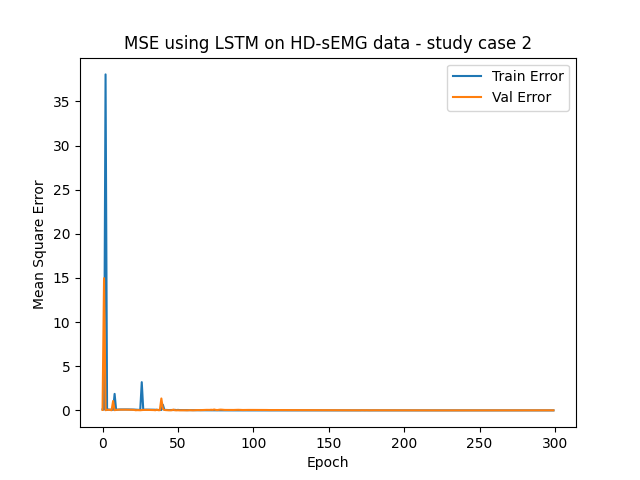 MSE using LSTM on HD-sEMG data - study case 2
Train Error
Val Error
35
30
25
20
15
10
5
0
Mean Square Error
0 50 100 150 200 250 300
Epoch